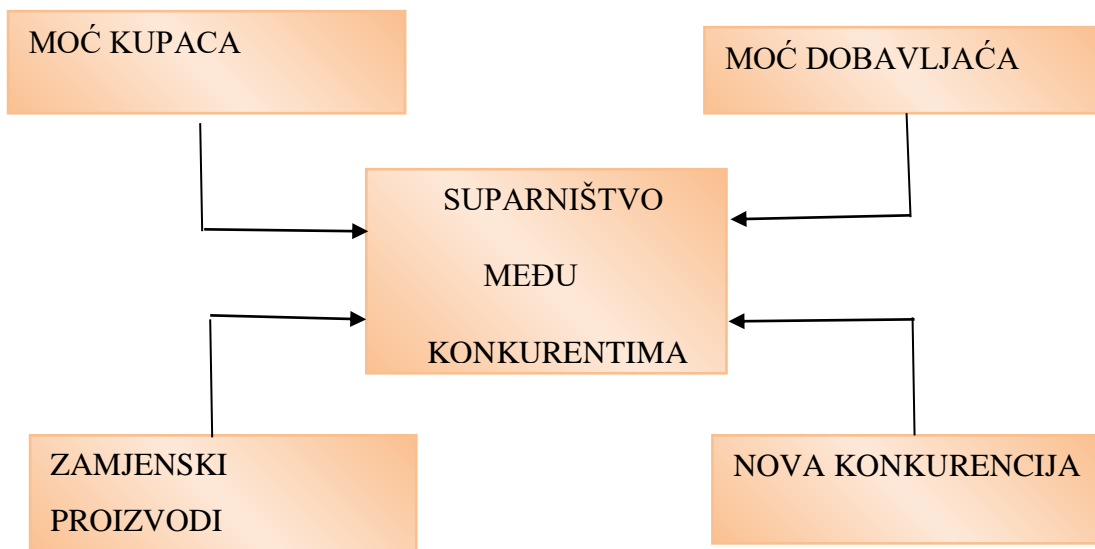 MOĆ KUPACA
MOĆ DOBAVLJAĆA
SUPARNIŠTVO
MEĐU
KONKURENTIMA
ZAMJENSKI
PROIZVODI
NOVA KONKURENCIJA